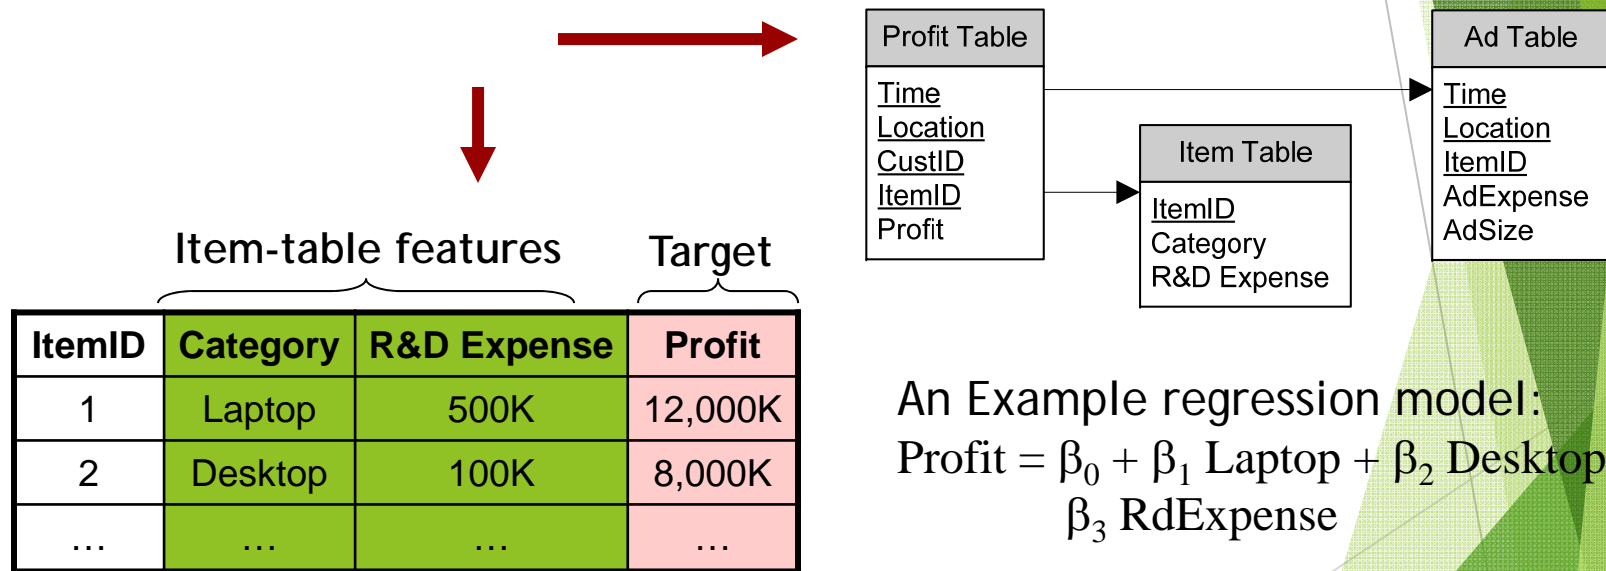 Profit Table
Time
Location
CustID
ItemID
Profit
Item Table
ItemID
Category
R&D Expense
Ad Table
Time
Location
ItemID
AdExpense
AdSize
Item-table features Target
ItemID Category R&D Expense Profit
1 Laptop 500K 12,000K
2 Desktop 100K 8,000K
… … … …
An Example regression model:
Profit = β₀ + β₁ Laptop + β₂ Desktop
β₃ RdExpense